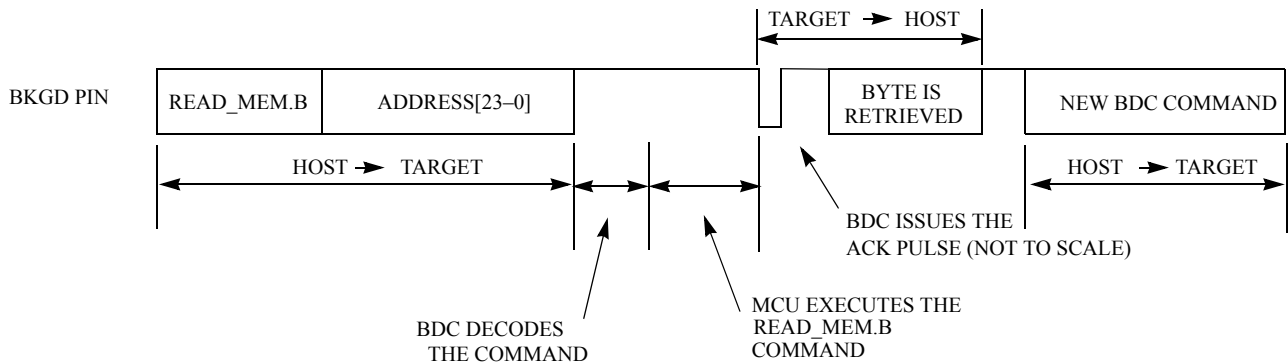 TARGET → HOST
BKGD PIN
READ_MEM.B
ADDRESS[23–0]
BYTE IS
RETRIEVED
NEW BDC COMMAND
HOST → TARGET
HOST → TARGET
BDC ISSUES THE
ACK PULSE (NOT TO SCALE)
BDC DECODES
THE COMMAND
MCU EXECUTES THE
READ_MEM.B
COMMAND